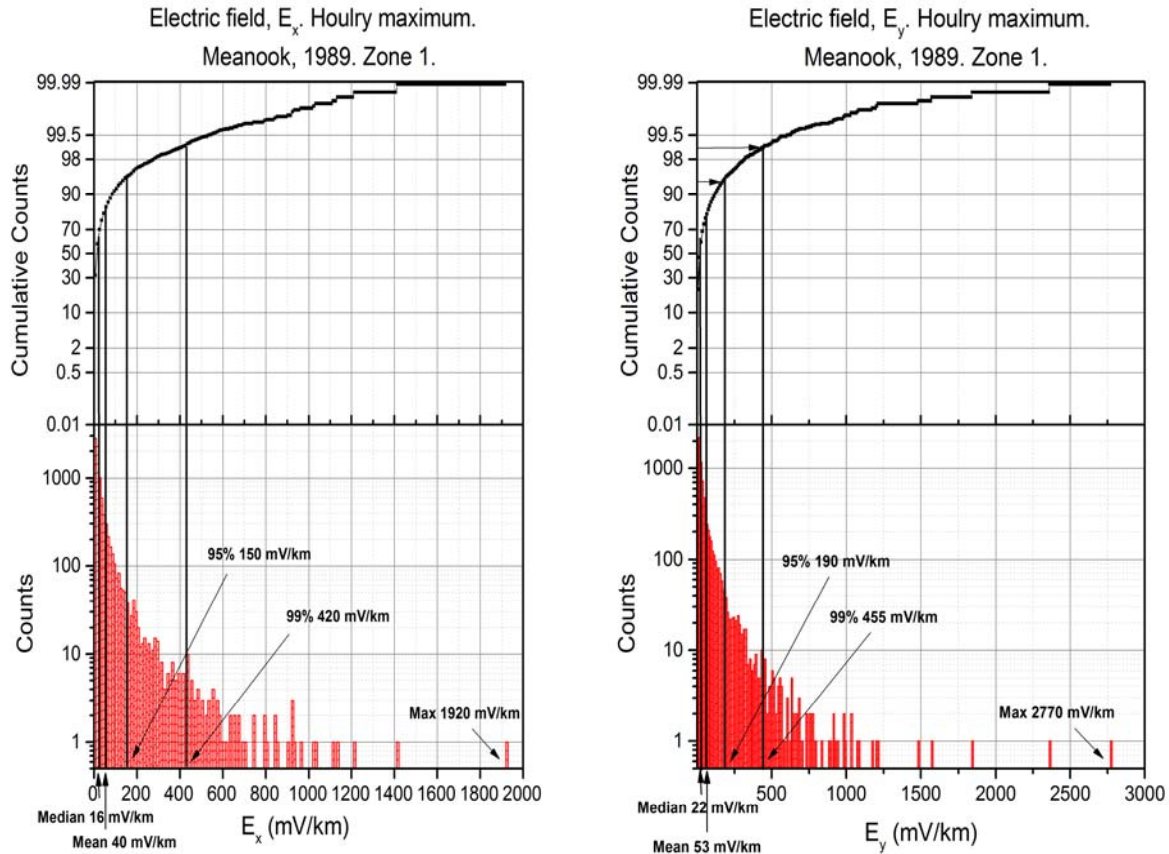 Electric field, Ex. Houlry maximum.
Meanook, 1989. Zone 1.
99.99
99.5
98
90
70
50
30
10
2
0.5
0.01
Cumulative Counts
1000
100
10
1
Counts
95% 150 mV/km
99% 420 mV/km
Max 1920 mV/km
0 200 400 600 800 1000 1200 1400 1600 1800 2000
Median 16 mV/km
Mean 40 mV/km
Ex (mV/km)
Electric field, Ey. Houlry maximum.
Meanook, 1989. Zone 1.
99.99
99.5
98
90
70
50
30
10
2
0.5
0.01
Cumulative Counts
1000
100
10
1
Counts
95% 190 mV/km
99% 455 mV/km
Max 2770 mV/km
500 1000 1500 2000 2500 3000
Median 22 mV/km
Mean 53 mV/km
Ey (mV/km)